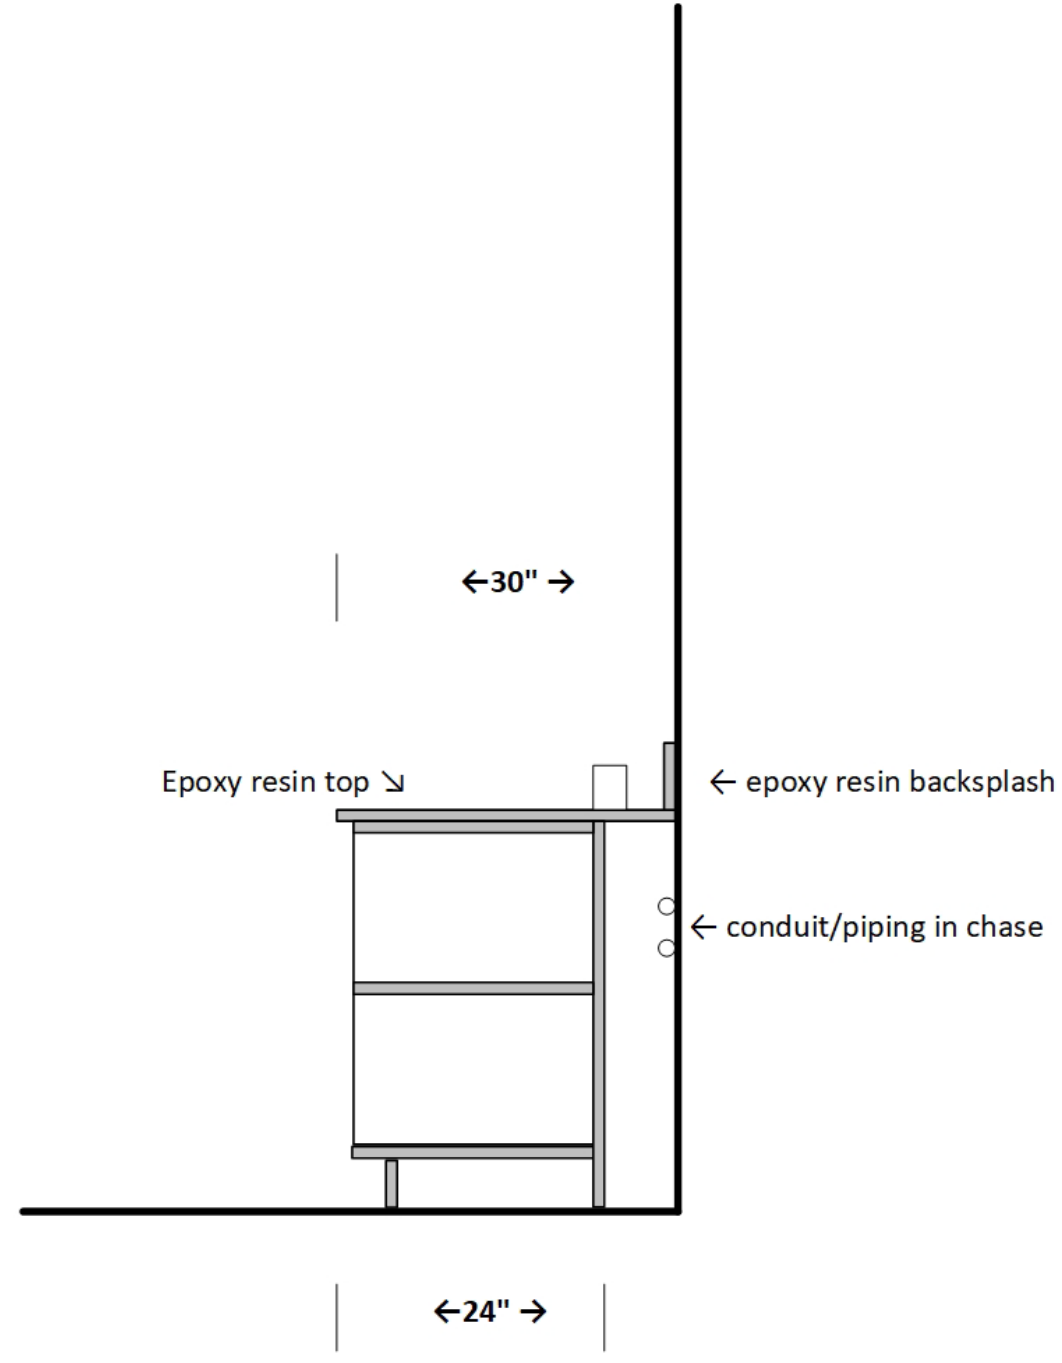 ←30" →
Epoxy resin top ↘
← epoxy resin backsplash
← conduit/piping in chase
←24" →